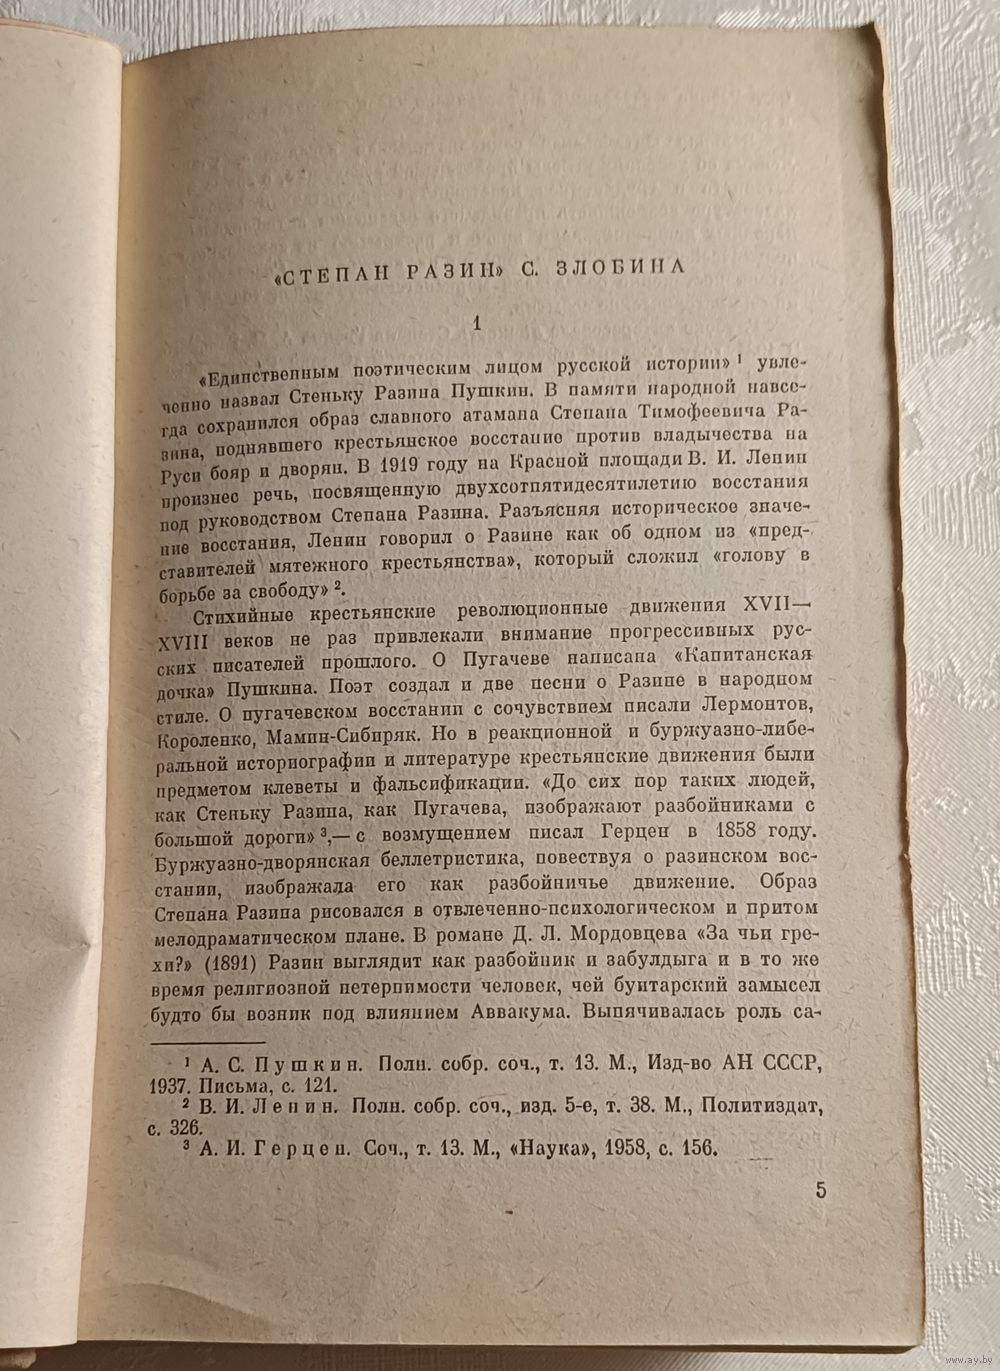 «СТЕПАН РАЗИН» С. ЗЛОБИНА
1
«Единственным поэтическим лицом русской истории» ¹ увле-
ченно назвал Стеньку Разина Пушкин. В памяти народной навсе-
гда сохранился образ славного атамана Степана Тимофеевича Ра-
зина, поднявшего крестьянское восстание против владычества на
Руси бояр и дворян. В 1919 году на Красной площади В. И. Ленин
произнес речь, посвященную двухсотпятидесятилетию восстания
под руководством Степана Разина. Разъясняя историческое значе-
ние восстания, Ленин говорил о Разине как об одном из «пред-
ставителей мятежного крестьянства», который сложил «голову в
борьбе за свободу» ².
Стихийные крестьянские революционные движения XVII—
XVIII веков не раз привлекали внимание прогрессивных рус-
ских писателей прошлого. О Пугачеве написана «Капитанская
дочка» Пушкина. Поэт создал и две песни о Разине в народном
стиле. О пугачевском восстании с сочувствием писали Лермонтов,
Короленко, Мамин-Сибиряк. Но в реакционной и буржуазно-либе-
ральной историографии и литературе крестьянские движения были
предметом клеветы и фальсификации. «До сих пор таких людей,
как Стеньку Разина, как Пугачева, изображают разбойниками с
большой дороги» ³,— с возмущением писал Герцен в 1858 году.
Буржуазно-дворянская беллетристика, повествуя о разинском вос-
стании, изображала его как разбойничье движение. Образ
Степана Разина рисовался в отвлеченно-психологическом и притом
мелодраматическом плане. В романе Д. Л. Мордовцева «За чьи гре-
хи?» (1891) Разин выглядит как разбойник и забулдыга и в то же
время религиозной нетерпимости человек, чей бунтарский замысел
будто бы возник под влиянием Аввакума. Выпячивалась роль са-
¹ А. С. Пушкин. Полн. собр. соч., т. 13. М., Изд-во АН СССР,
1937. Письма, с. 121.
² В. И. Ленин. Полн. собр. соч., изд. 5-е, т. 38. М., Политиздат,
с. 326.
³ А. И. Герцен. Соч., т. 13. М., «Наука», 1958, с. 156.
5
www.ay.by